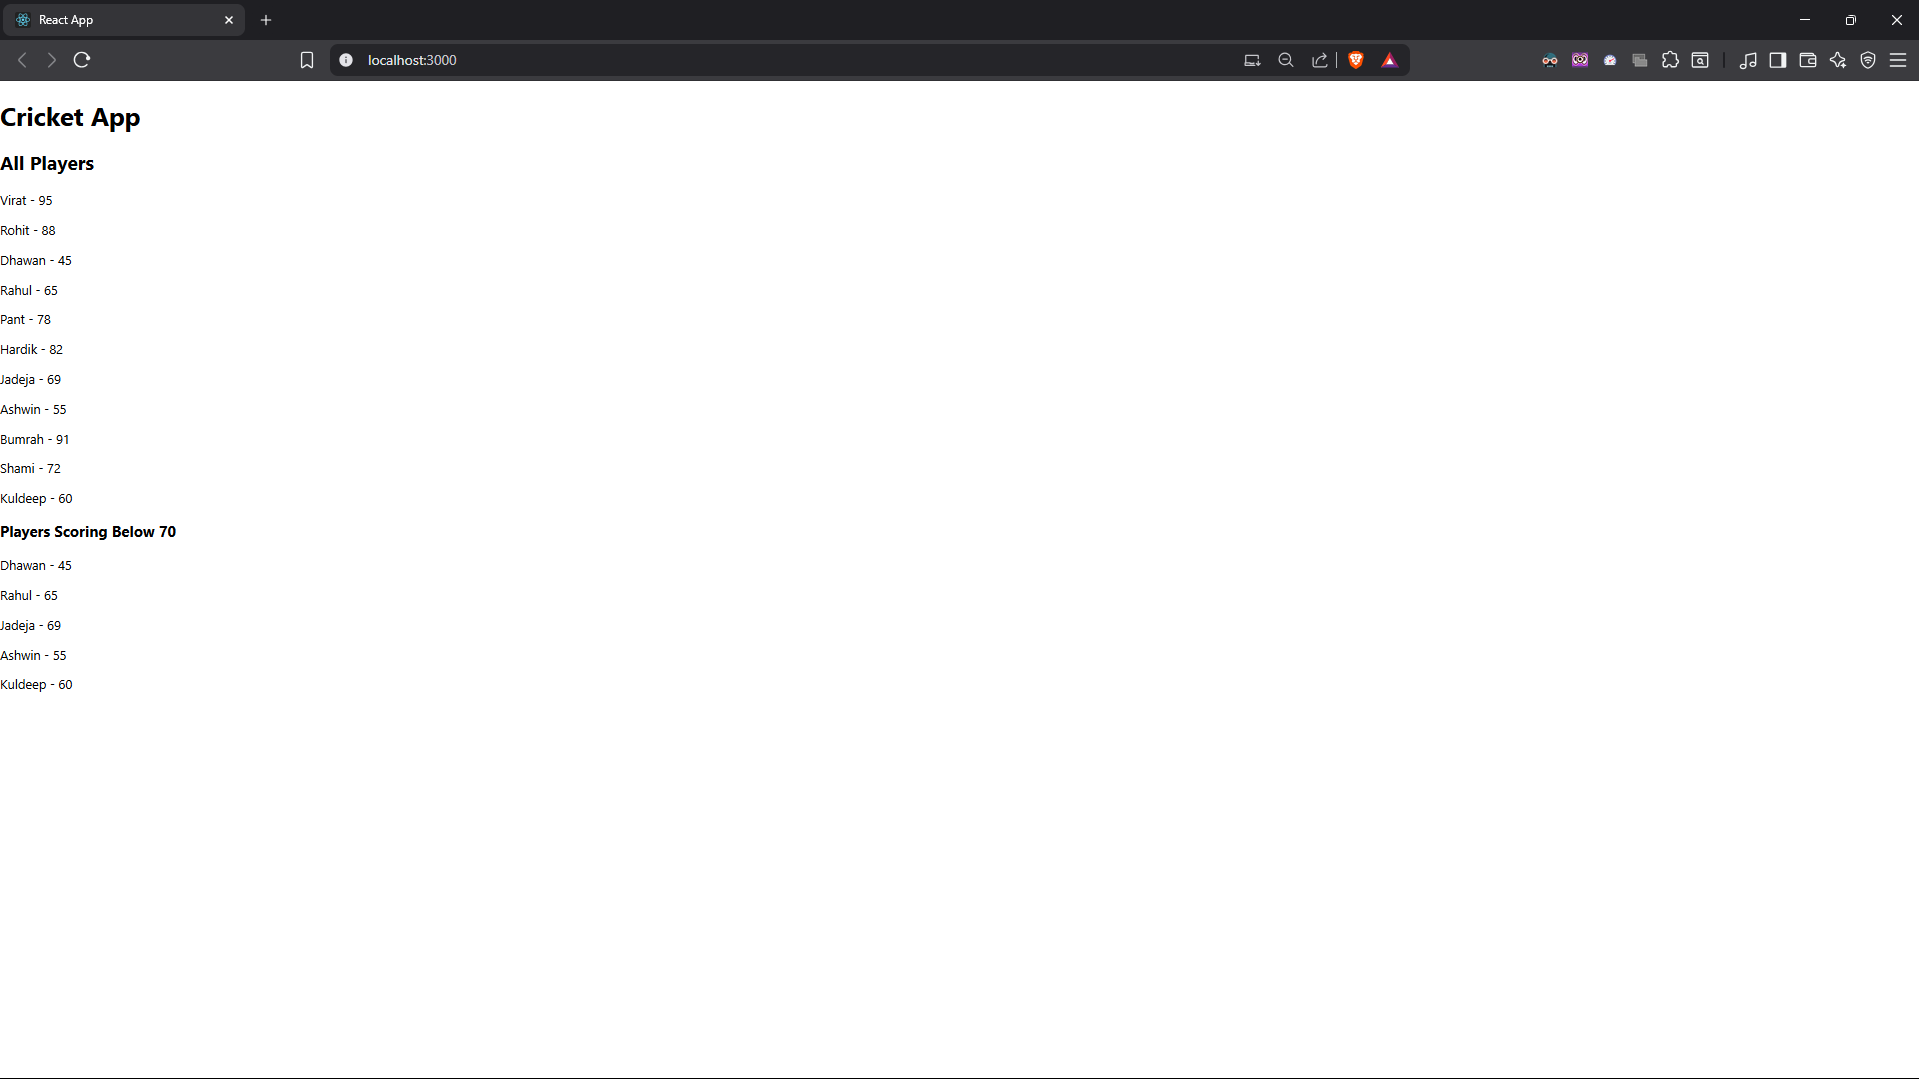 React App
localhost:3000
Cricket App
All Players
Virat - 95
Rohit - 88
Dhawan - 45
Rahul - 65
Pant - 78
Hardik - 82
Jadeja - 69
Ashwin - 55
Bumrah - 91
Shami - 72
Kuldeep - 60
Players Scoring Below 70
Dhawan - 45
Rahul - 65
Jadeja - 69
Ashwin - 55
Kuldeep - 60